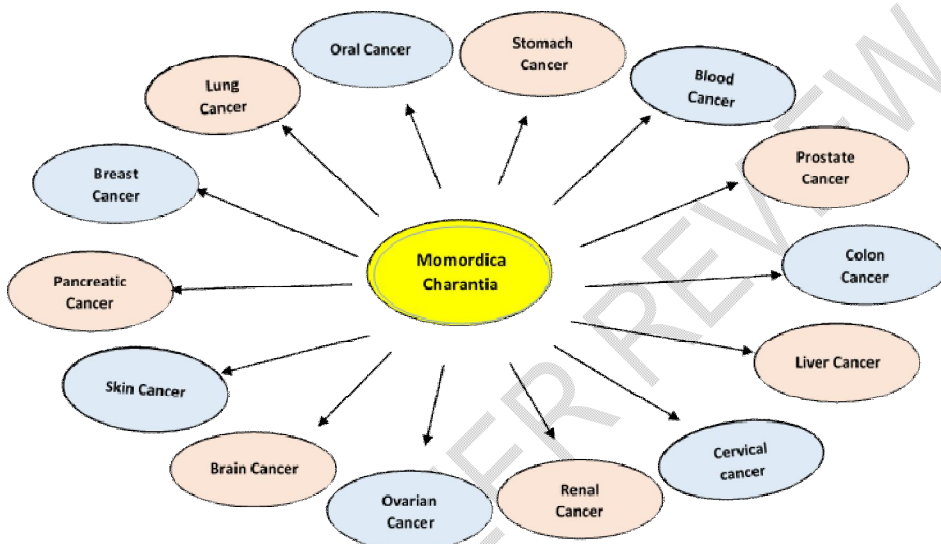 Oral Cancer
Stomach
Cancer
Blood
Cancer
Prostate
Cancer
Colon
Cancer
Liver Cancer
Cervical
cancer
Renal
Cancer
Ovarian
Cancer
Brain Cancer
Skin Cancer
Pancreatic
Cancer
Breast
Cancer
Lung
Cancer
Momordica
Charantia
ER REVIEW